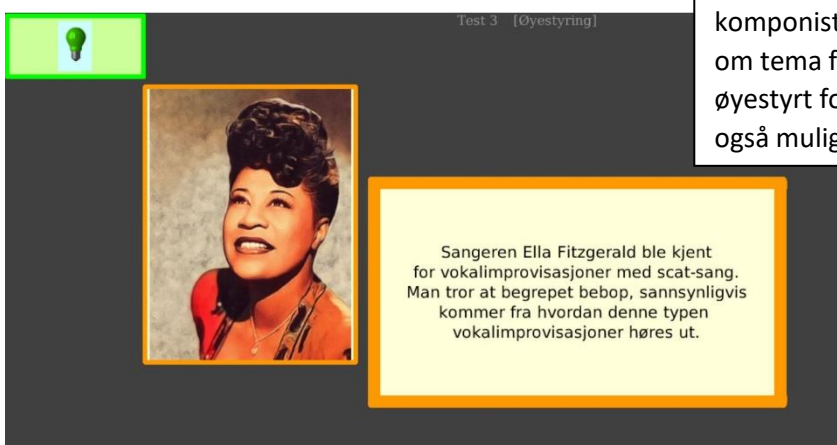 Test 3 [Øyestyring]
komponist
om tema f
øyestyrt fo
også mulig
Sangeren Ella Fitzgerald ble kjent
for vokalimprovisasjoner med scat-sang.
Man tror at begrepet bebop, sannsynligvis
kommer fra hvordan denne typen
vokalimprovisasjoner høres ut.